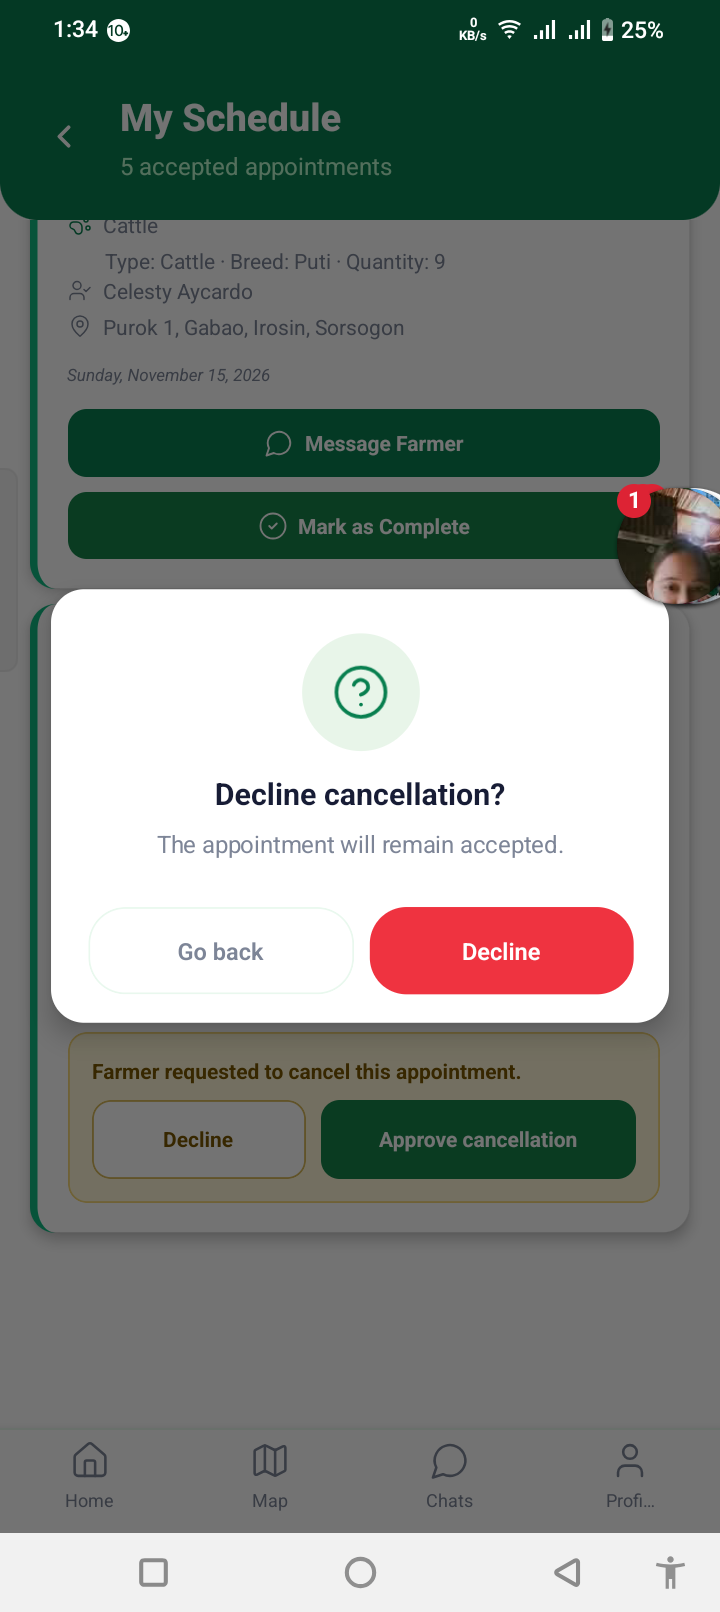 1:34
10
0
KB/s
25%
My Schedule
5 accepted appointments
Cattle
Type: Cattle · Breed: Puti · Quantity: 9
Celesty Aycardo
Purok 1, Gabao, Irosin, Sorsogon
Sunday, November 15, 2026
Message Farmer
1
Mark as Complete
Decline cancellation?
The appointment will remain accepted.
Go back
Decline
Farmer requested to cancel this appointment.
Decline
Approve cancellation
Home
Map
Chats
Profi...